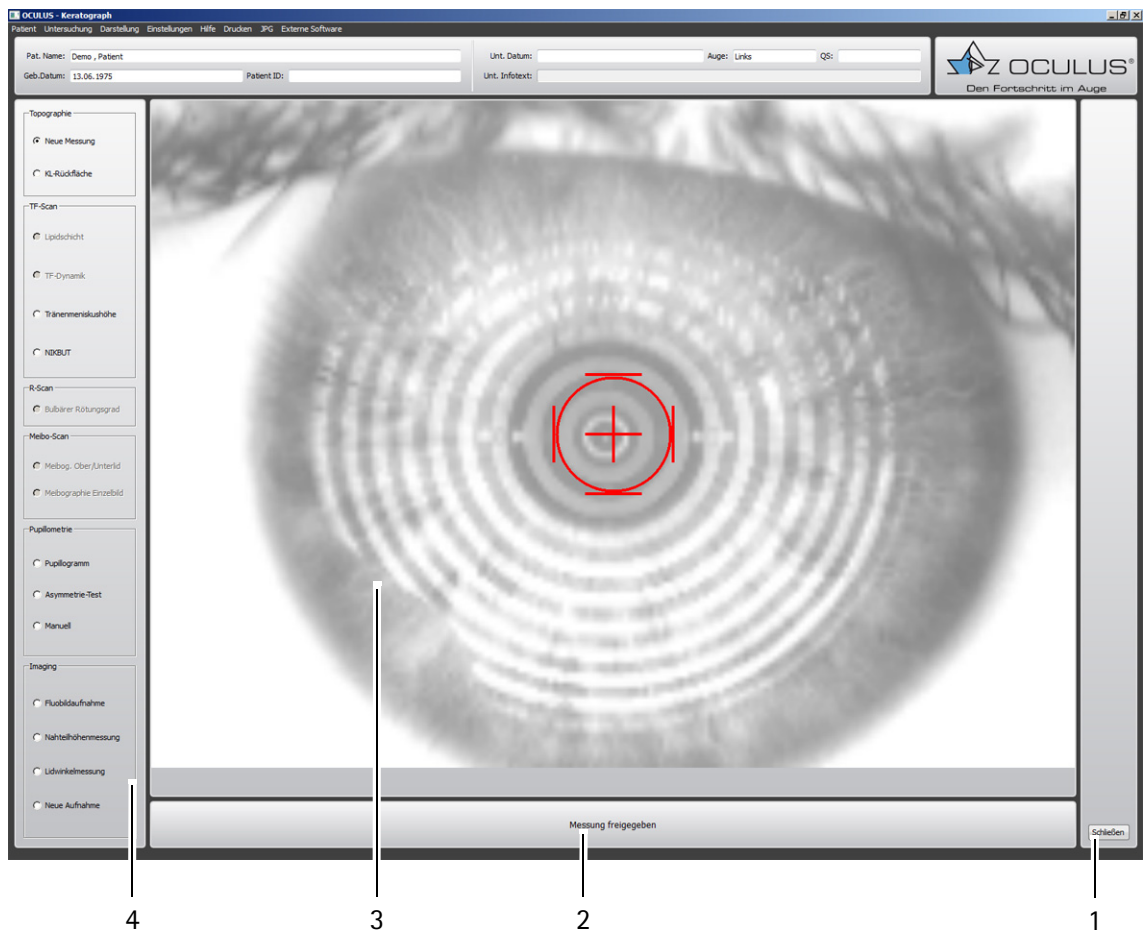 OCULUS - Keratograph
Patient Untersuchung Darstellung Einstellungen Hilfe Drucken JPG Externe Software
Pat. Name: Demo , Patient
Unt. Datum: Auge: Links QS:
Geb.Datum: 13.06.1975 Patient ID:
Unt. Infotext:
OCULUS®
Den Fortschritt im Auge
Topographie
Neue Messung
KL-Rückfläche
TF-Scan
Lipidschicht
TF-Dynamik
Tränenmeniskushöhe
NIKBUT
R-Scan
Bulbärer Rötungsgrad
Meibo-Scan
Meibog. Ober/Unterlid
Meibographie Einzelbild
Pupillometrie
Pupillogramm
Asymmetrie-Test
Manuell
Imaging
Fluobildaufnahme
Nahteilhöhenmessung
Lidwinkelmessung
Neue Aufnahme
Messung freigegeben
Schließen
4 3 2 1